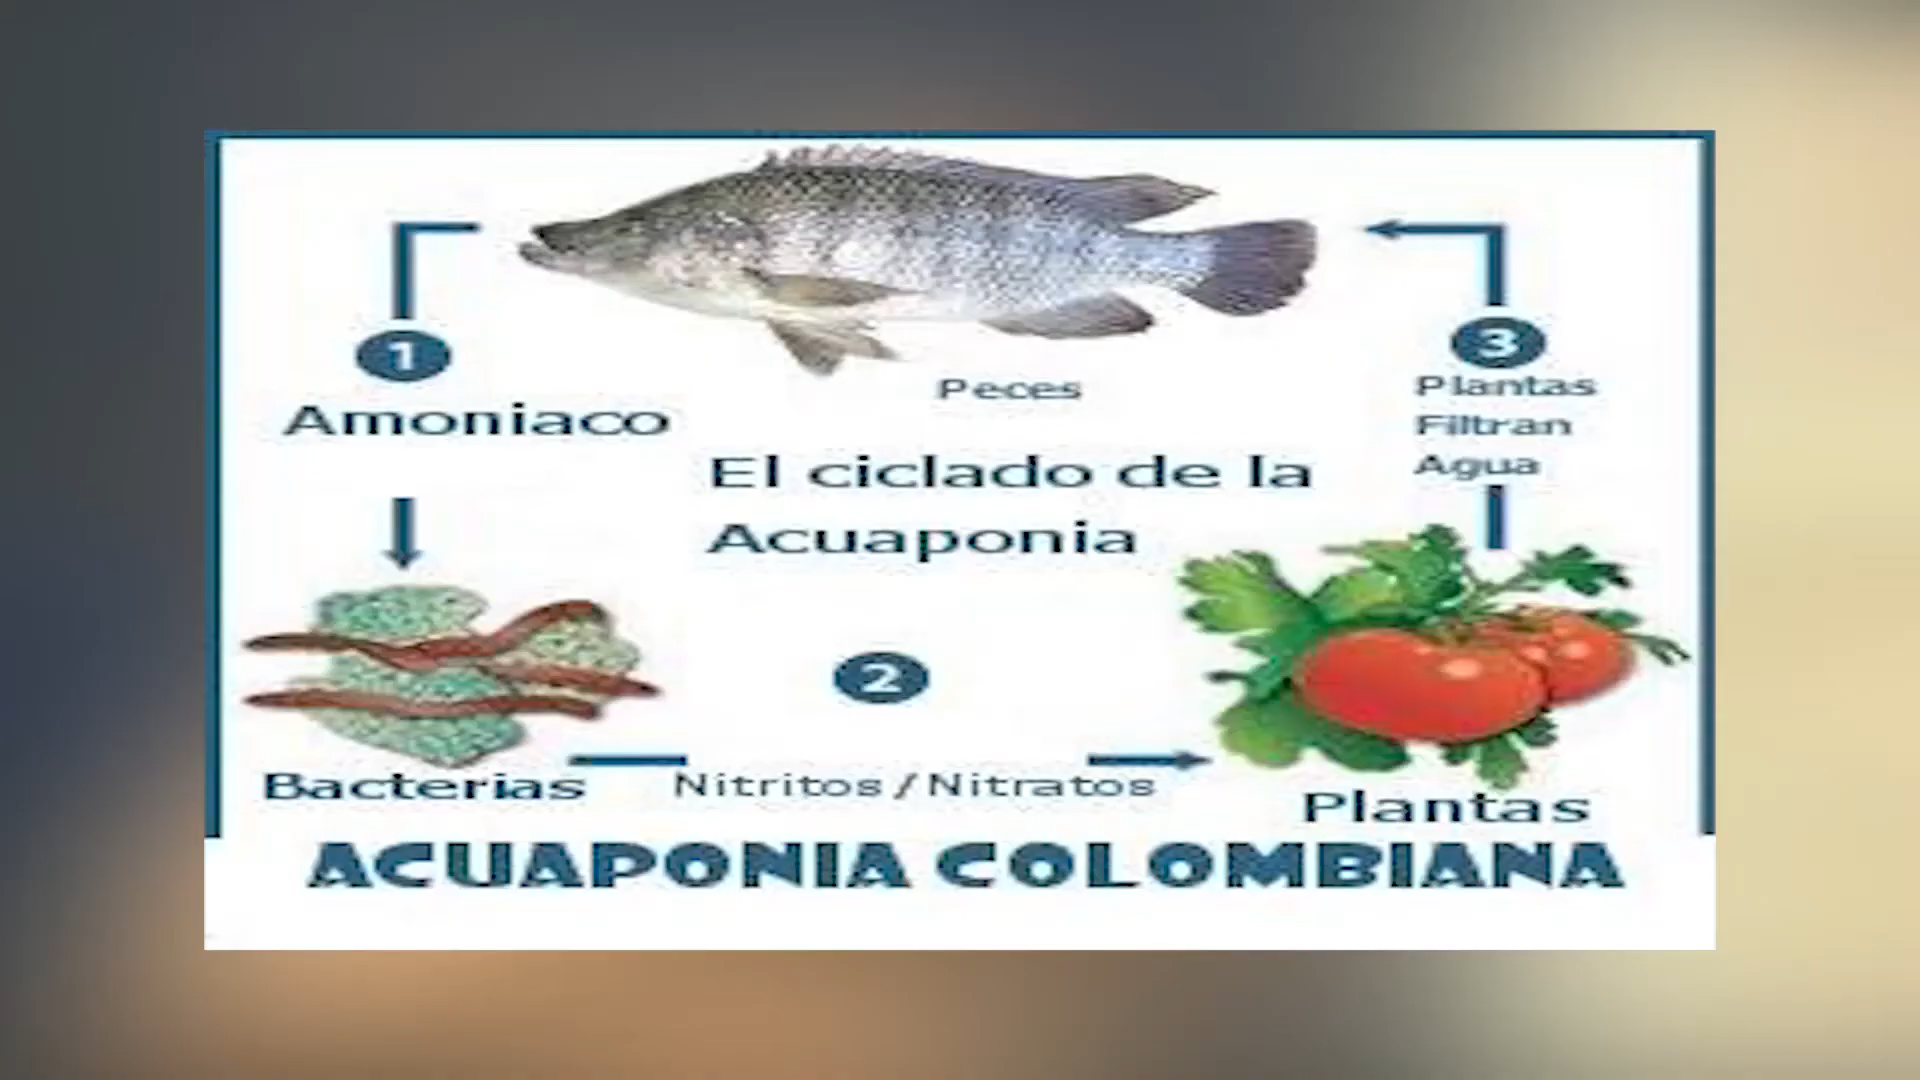 1
Amoniaco
Peces
3
Plantas
Filtran
Agua
El ciclado de la
Acuaponia
2
Bacterias
Nitritos / Nitratos
Plantas
ACUAPONIA COLOMBIANA